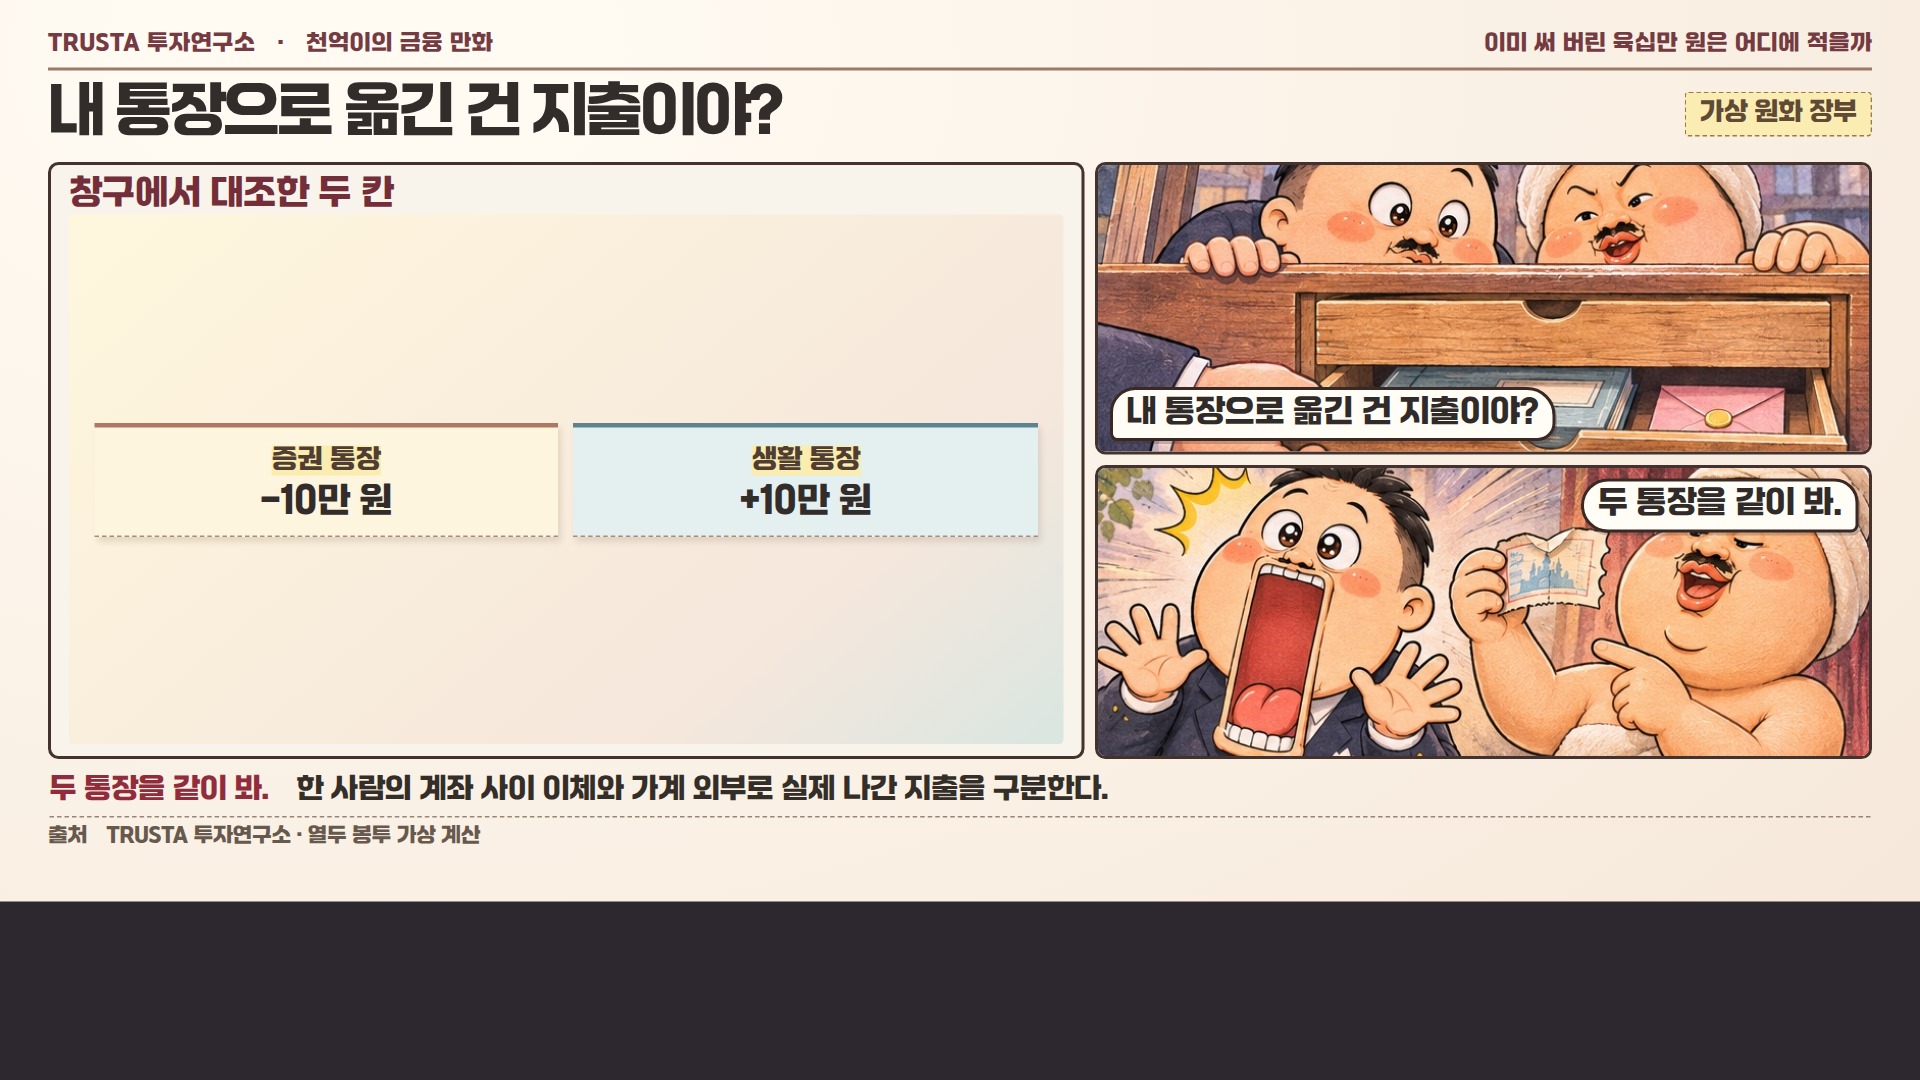 TRUSTA 투자연구소 · 천억이의 금융 만화
이미 써 버린 육십만 원은 어디에 적을까
내 통장으로 옮긴 건 지출이야?
가상 원화 장부
창구에서 대조한 두 칸
증권 통장
−10만 원
생활 통장
+10만 원
내 통장으로 옮긴 건 지출이야?
두 통장을 같이 봐.
두 통장을 같이 봐. 한 사람의 계좌 사이 이체와 가계 외부로 실제 나간 지출을 구분한다.
출처 TRUSTA 투자연구소 · 열두 봉투 가상 계산